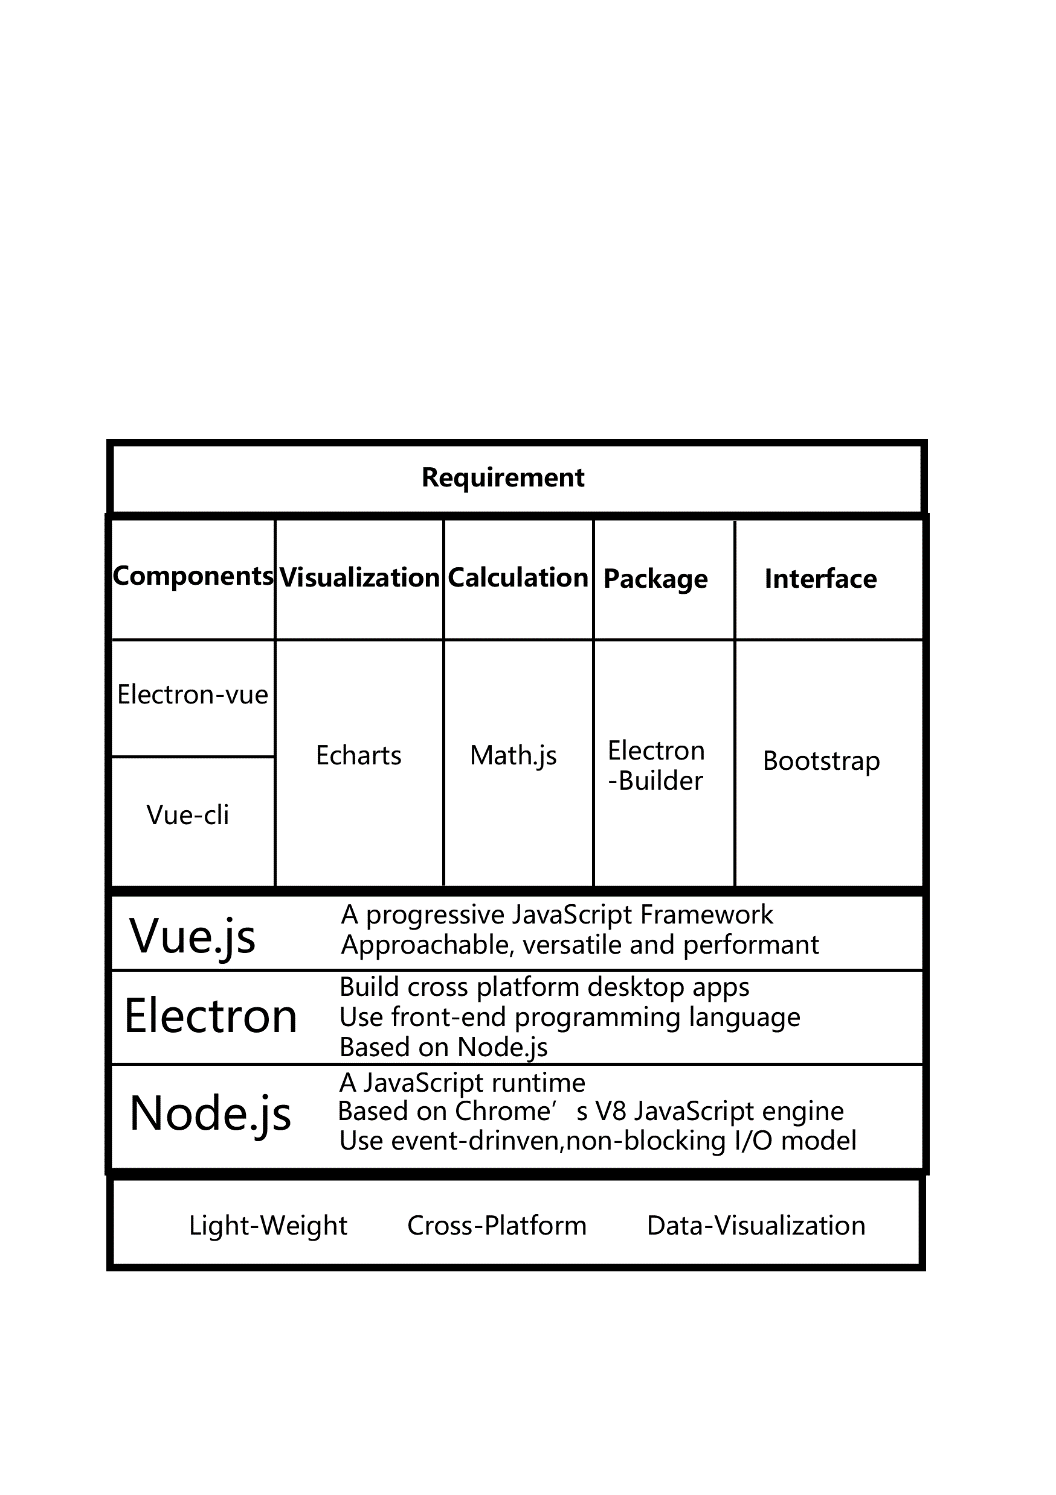 Requirement
Components Visualization Calculation Package Interface
Electron-vue
Vue-cli
Echarts
Math.js
Electron
-Builder
Bootstrap
Vue.js
A progressive JavaScript Framework
Approachable, versatile and performant
Electron
Build cross platform desktop apps
Use front-end programming language
Based on Node.js
Node.js
A JavaScript runtime
Based on Chrome’s V8 JavaScript engine
Use event-drinven,non-blocking I/O model
Light-Weight Cross-Platform Data-Visualization